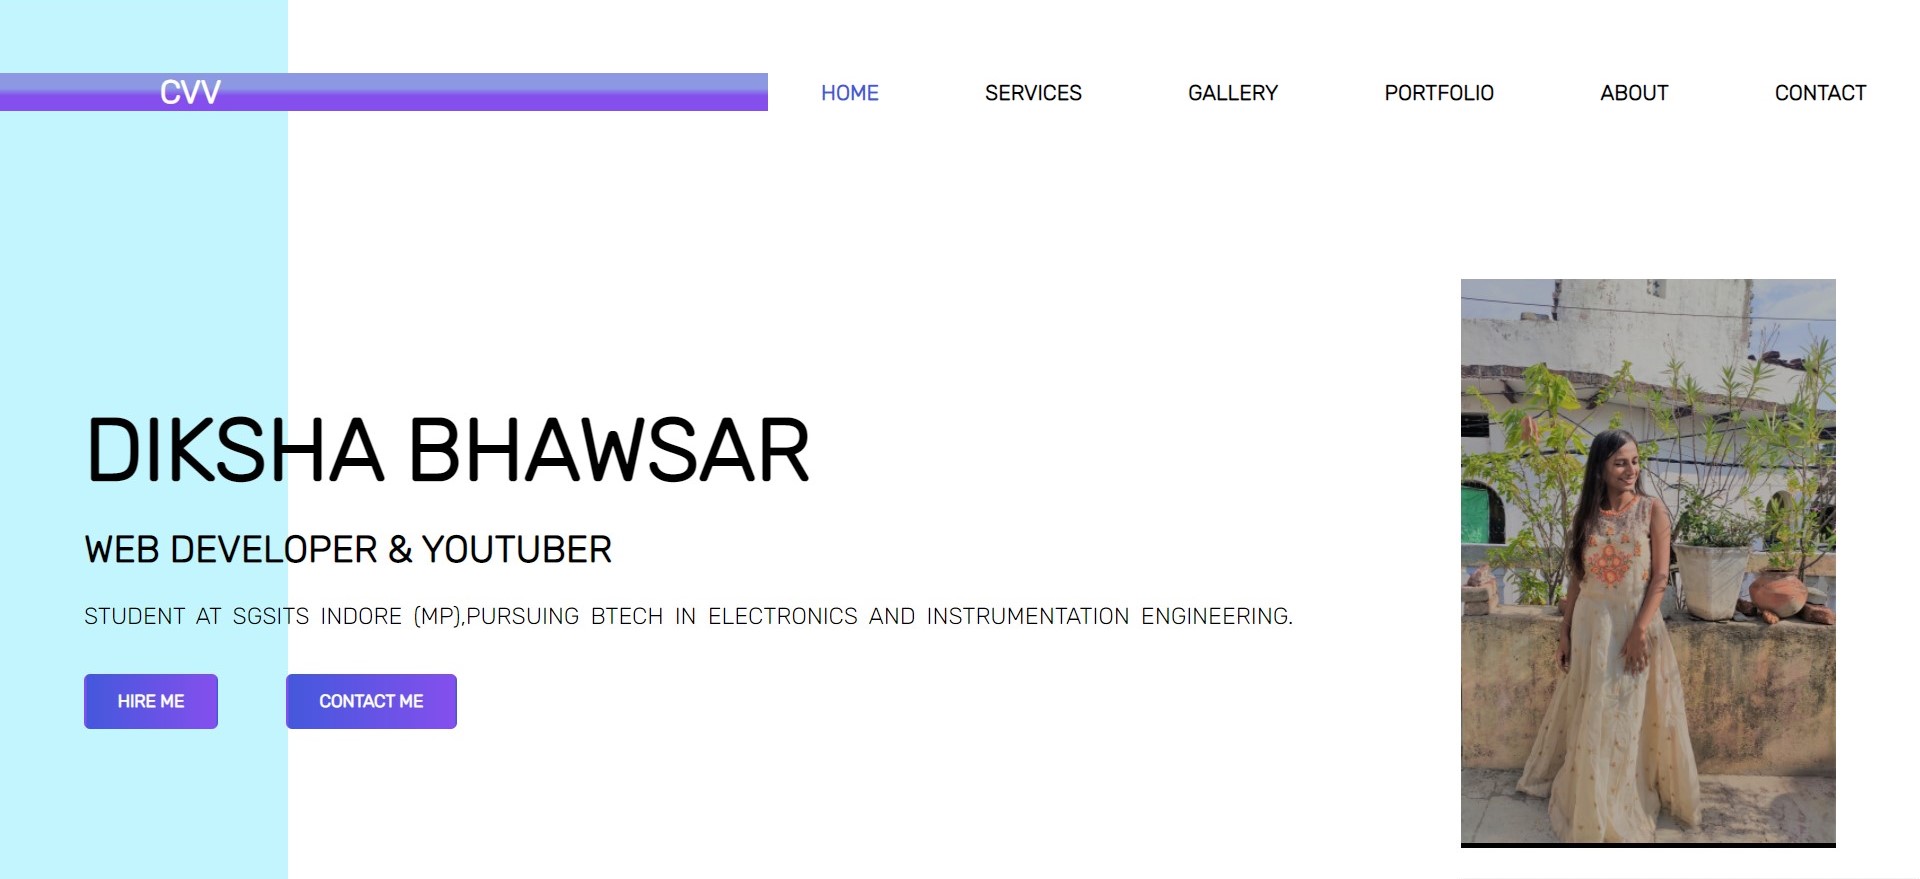 CVV
HOME SERVICES GALLERY PORTFOLIO ABOUT CONTACT
DIKSHA BHAWSAR
WEB DEVELOPER & YOUTUBER
STUDENT AT SGSITS INDORE (MP),PURSUING BTECH IN ELECTRONICS AND INSTRUMENTATION ENGINEERING.
HIRE ME CONTACT ME